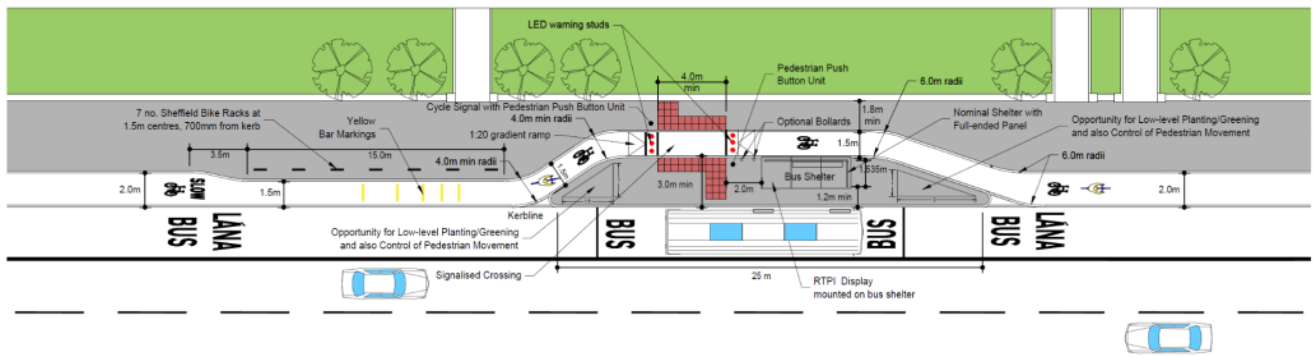 LED warning studs
4.0m
min
Pedestrian Push
Button Unit
6.0m radii
7 no. Sheffield Bike Racks at
1.5m centres, 700mm from kerb
Yellow
Bar Markings
Cycle Signal with Pedestrian Push Button Unit
4.0m min radii
1:20 gradient ramp
Optional Bollards
1.8m
min
Nominal Shelter with
Full-ended Panel
Opportunity for Low-level Planting/Greening
and also Control of Pedestrian Movement
3.5m
15.0m
4.0m min radii
1.5m
6.0m radii
2.0m
SLOW
1.5m
1.5m
3.0m min
2.0m
Bus Shelter
1.535m
1.2m min
2.0m
Kerbline
LÁNA
BUS
Opportunity for Low-level Planting/Greening
and also Control of Pedestrian Movement
BUS
BUS
LÁNA
BUS
Signalised Crossing
25 m
RTPI Display
mounted on bus shelter